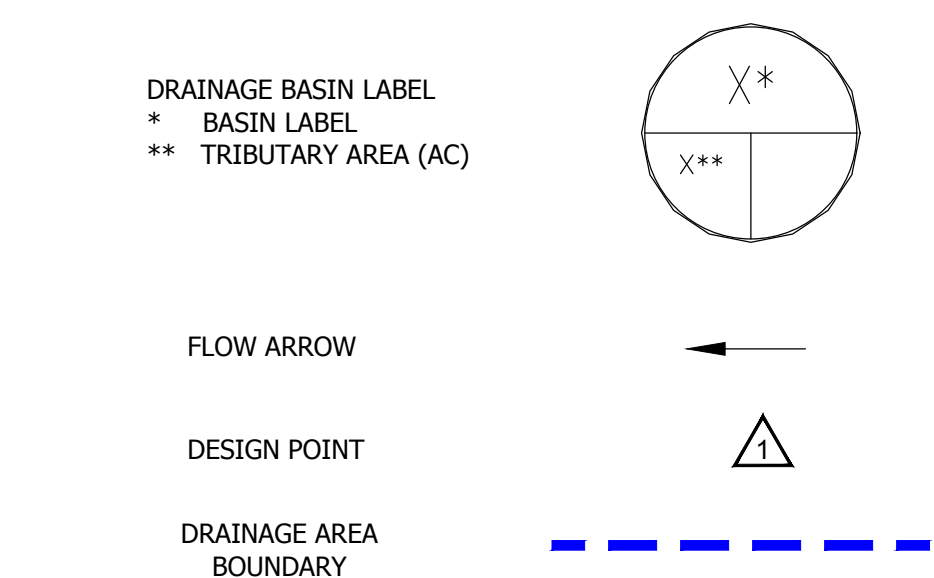 DRAINAGE BASIN LABEL
* BASIN LABEL
** TRIBUTARY AREA (AC)
X*
X**
FLOW ARROW
DESIGN POINT
1
DRAINAGE AREA
BOUNDARY